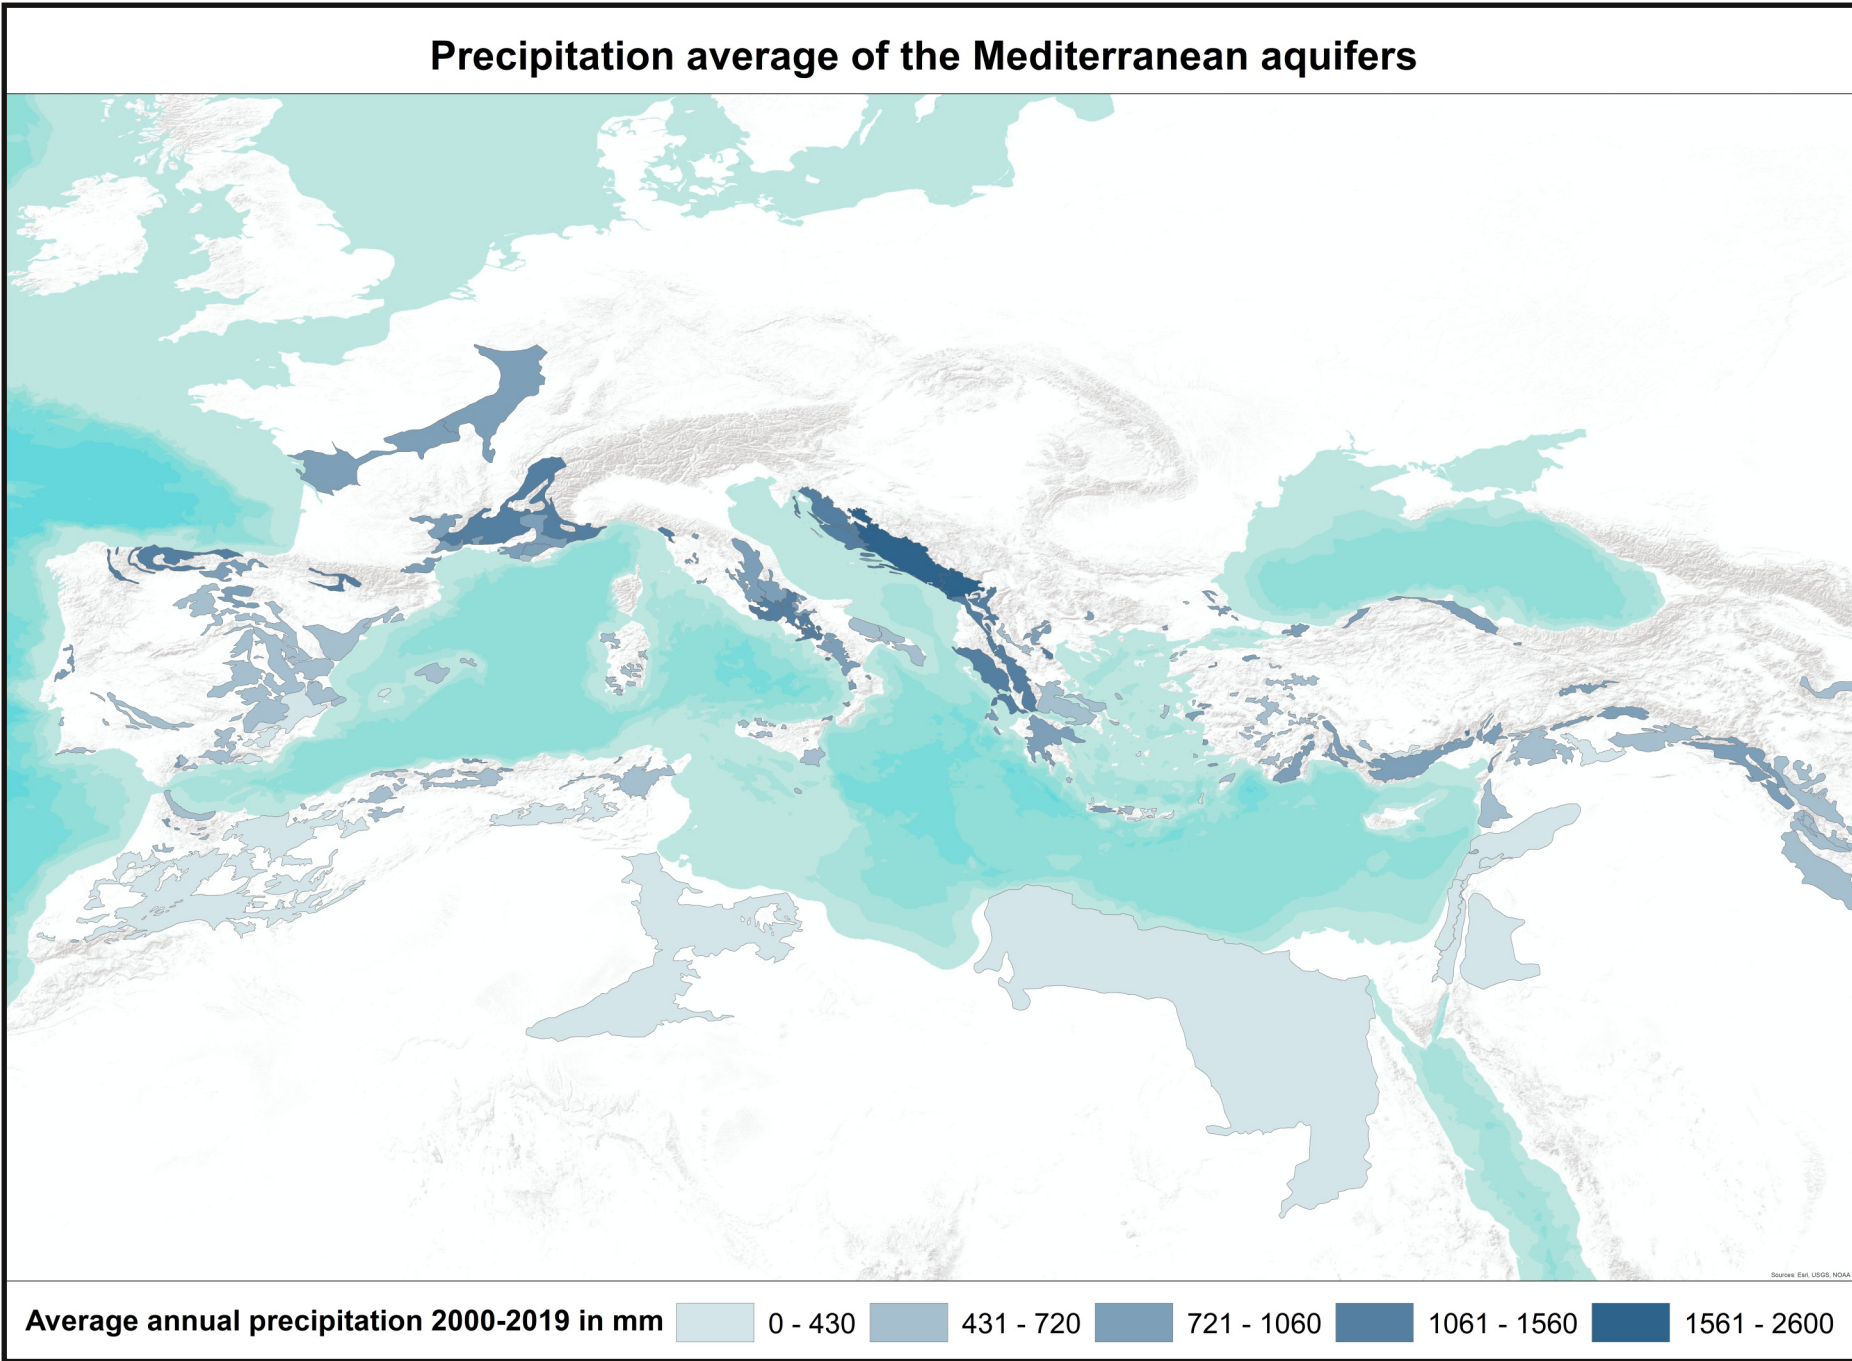 Precipitation average of the Mediterranean aquifers
Sources: Esri, USGS, NOAA
Average annual precipitation 2000-2019 in mm 0 - 430 431 - 720 721 - 1060 1061 - 1560 1561 - 2600